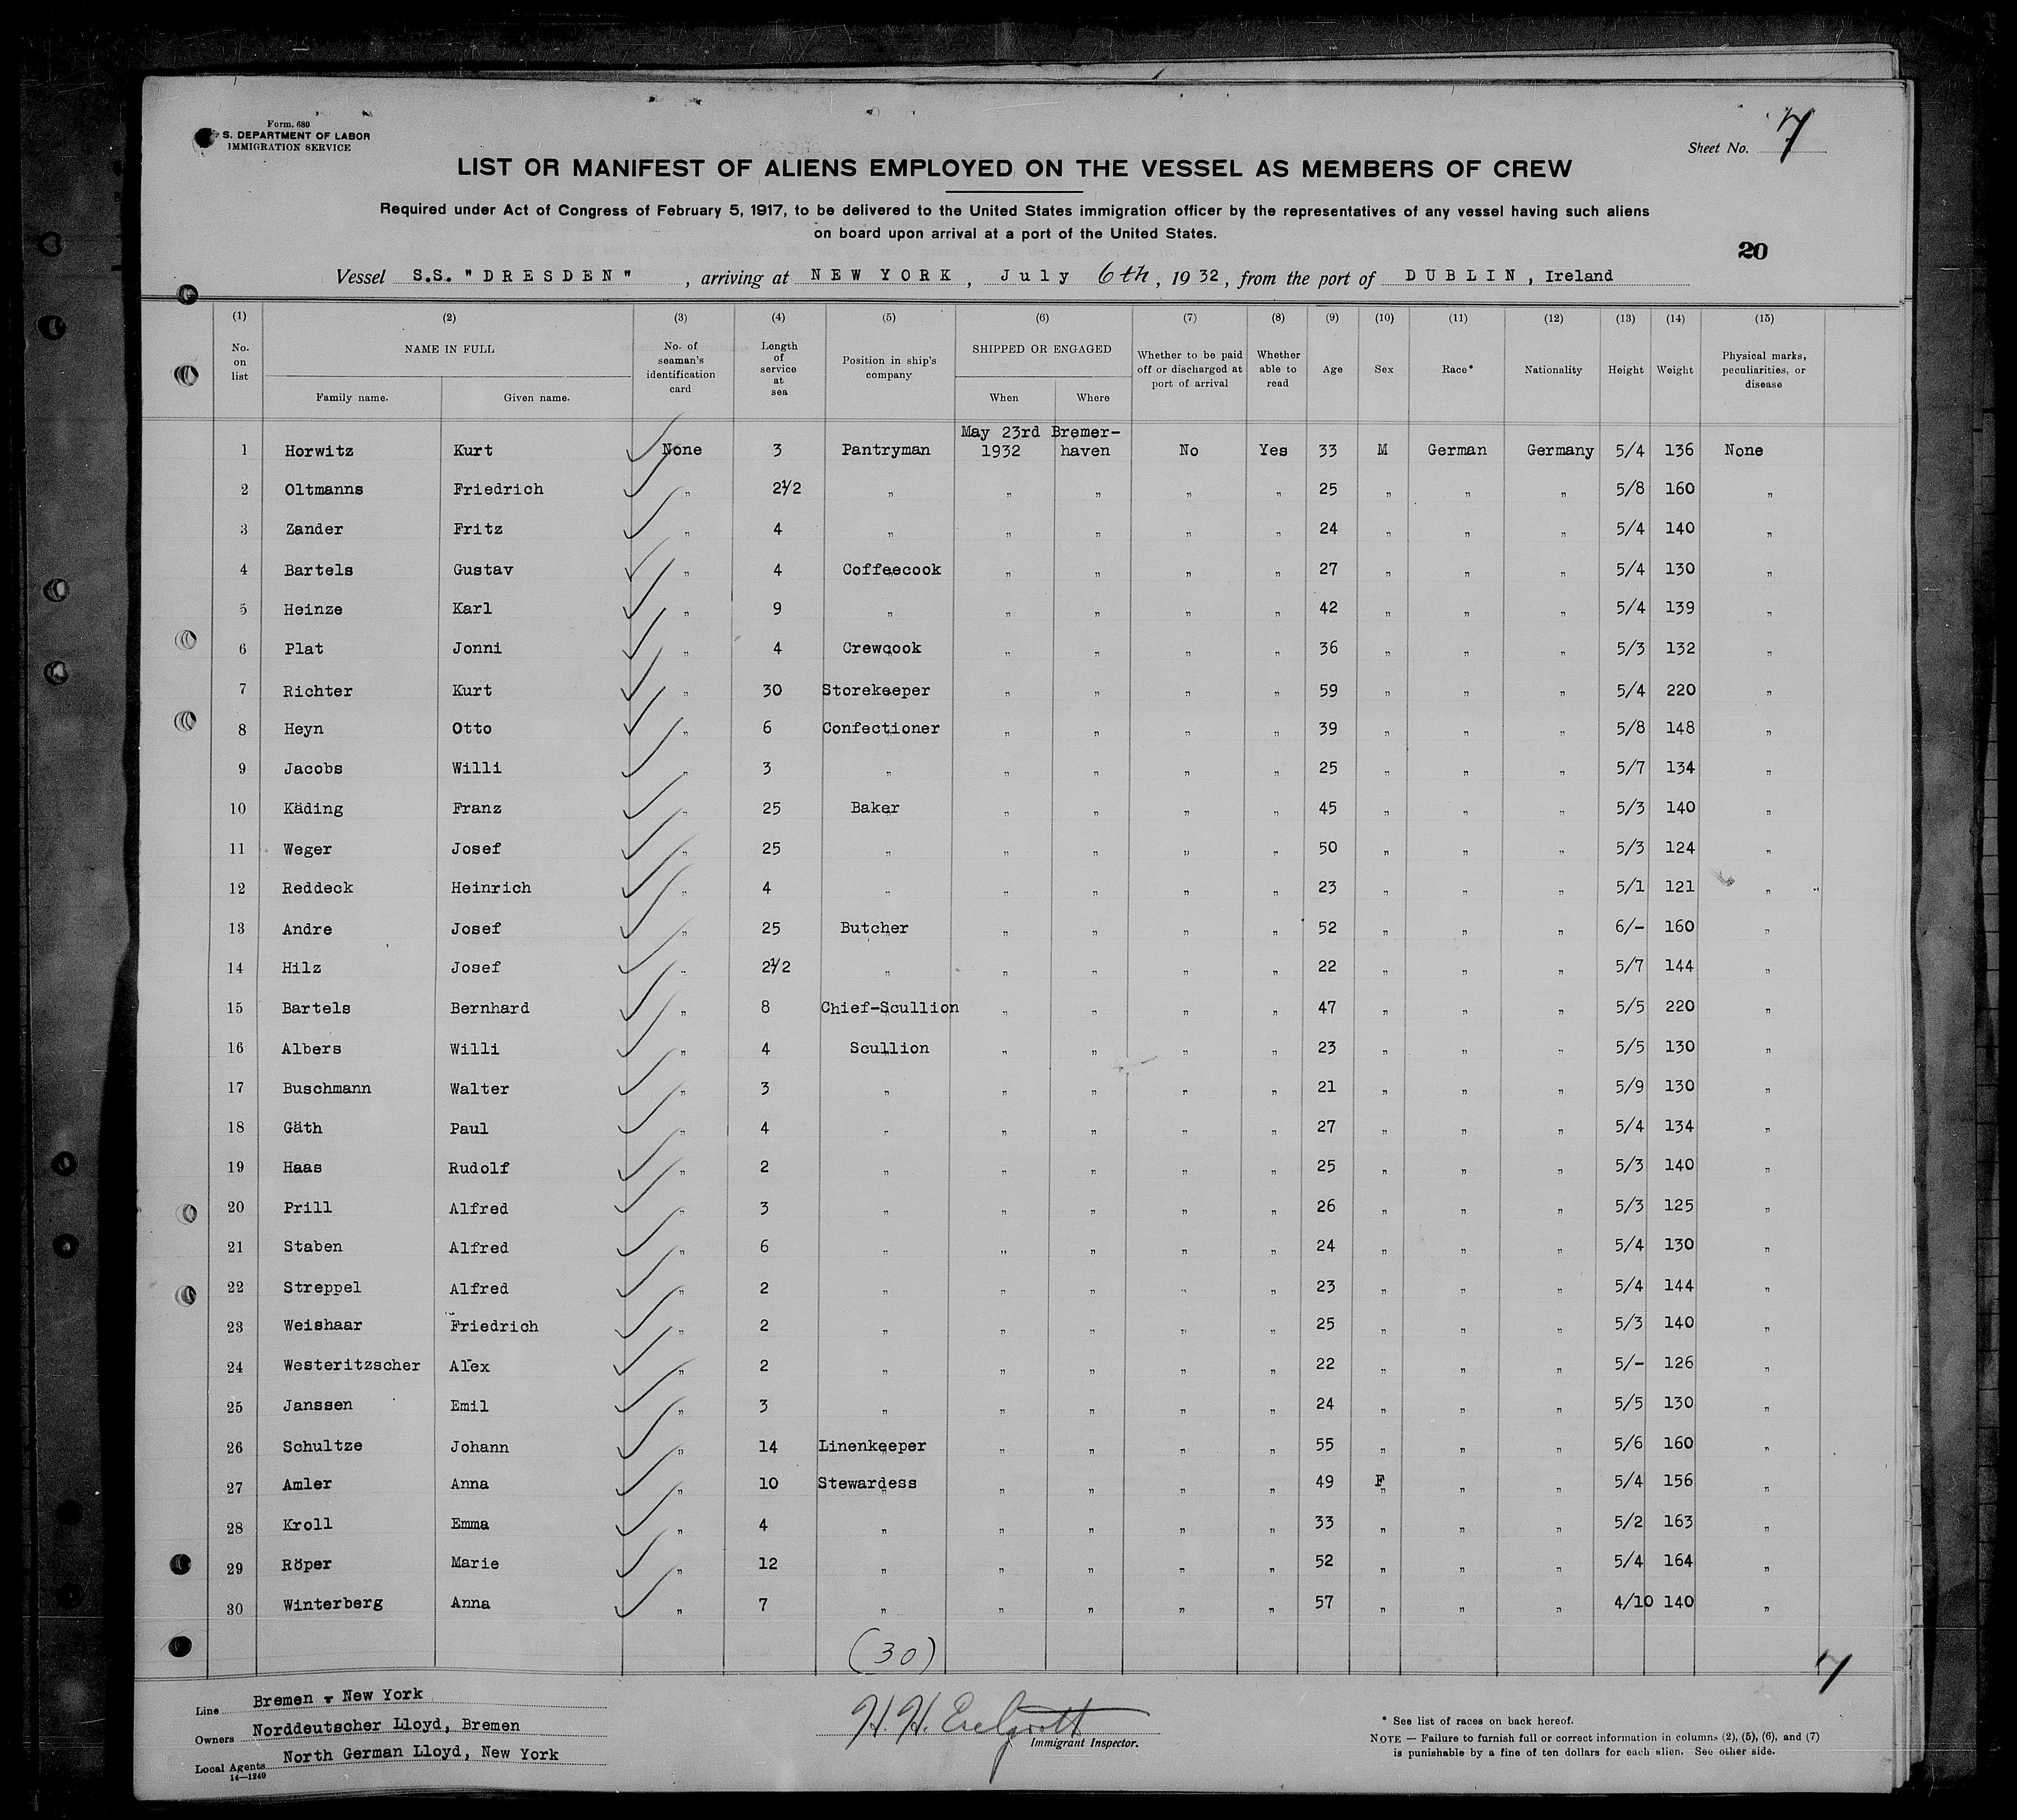 Form. 680
S. DEPARTMENT OF LABOR
IMMIGRATION SERVICE
Sheet No. 7
LIST OR MANIFEST OF ALIENS EMPLOYED ON THE VESSEL AS MEMBERS OF CREW
Required under Act of Congress of February 5, 1917, to be delivered to the United States immigration officer by the representatives of any vessel having such aliens
on board upon arrival at a port of the United States.
20
Vessel S.S. "DRESDEN", arriving at NEW YORK, July 6th, 1932, from the port of DUBLIN, Ireland
(1) (2) (3) (4) (5) (6) (7) (8) (9) (10) (11) (12) (13) (14) (15)
No. on list NAME IN FULL Family name. Given name. No. of seaman's identification card Length of service at sea Position in ship's company SHIPPED OR ENGAGED When Where Whether to be paid off or discharged at port of arrival Whether able to read Age Sex Race* Nationality Height Weight Physical marks, peculiarities, or disease
1 Horwitz Kurt None 3 Pantryman May 23rd 1932 Bremer-haven No Yes 33 M German Germany 5/4 136 None
2 Oltmanns Friedrich " 2½ " " " " " 25 " " " 5/8 160 "
3 Zander Fritz " 4 " " " " " 24 " " " 5/4 140 "
4 Bartels Gustav " 4 Coffeecook " " " " 27 " " " 5/4 130 "
5 Heinze Karl " 9 " " " " " 42 " " " 5/4 139 "
6 Plat Jonni " 4 Crewcook " " " " 36 " " " 5/3 132 "
7 Richter Kurt " 30 Storekeeper " " " " 59 " " " 5/4 220 "
8 Heyn Otto " 6 Confectioner " " " " 39 " " " 5/8 148 "
9 Jacobs Willi " 3 " " " " " 25 " " " 5/7 134 "
10 Käding Franz " 25 Baker " " " " 45 " " " 5/3 140 "
11 Weger Josef " 25 " " " " " 50 " " " 5/3 124 "
12 Reddeck Heinrich " 4 " " " " " 23 " " " 5/1 121 "
13 Andre Josef " 25 Butcher " " " " 52 " " " 6/- 160 "
14 Hilz Josef " 2½ " " " " " 22 " " " 5/7 144 "
15 Bartels Bernhard " 8 Chief-Scullion " " " " 47 " " " 5/5 220 "
16 Albers Willi " 4 Scullion " " " " 23 " " " 5/5 130 "
17 Buschmann Walter " 3 " " " " " 21 " " " 5/9 130 "
18 Gäth Paul " 4 " " " " " 27 " " " 5/4 134 "
19 Haas Rudolf " 2 " " " " " 25 " " " 5/3 140 "
20 Prill Alfred " 3 " " " " " 26 " " " 5/3 125 "
21 Staben Alfred " 6 " " " " " 24 " " " 5/4 130 "
22 Streppel Alfred " 2 " " " " " 23 " " " 5/4 144 "
23 Weishaar Friedrich " 2 " " " " " 25 " " " 5/3 140 "
24 Westeritzscher Alex " 2 " " " " " 22 " " " 5/- 126 "
25 Janssen Emil " 3 " " " " " 24 " " " 5/5 130 "
26 Schultze Johann " 14 Linenkeeper " " " " 55 " " " 5/6 160 "
27 Amler Anna " 10 Stewardess " " " " 49 F " " 5/4 156 "
28 Kroll Emma " 4 " " " " " 33 " " " 5/2 163 "
29 Röper Marie " 12 " " " " " 52 " " " 5/4 164 "
30 Winterberg Anna " 7 " " " " " 57 " " " 4/10 140 "
(30)
7
Line Bremen - New York
Owners Norddeutscher Lloyd, Bremen
Local Agents North German Lloyd, New York
14—1240
H. H.
Immigrant Inspector.
* See list of races on back hereof.
NOTE — Failure to furnish full or correct information in columns (2), (5), (6), and (7)
is punishable by a fine of ten dollars for each alien. See other side.